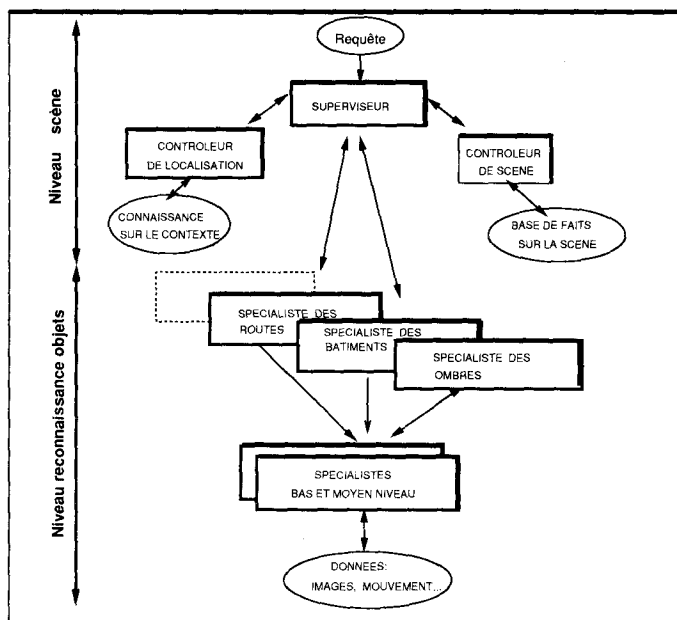 Requête
SUPERVISEUR
CONTROLEUR
DE LOCALISATION
CONTROLEUR
DE SCENE
CONNAISSANCE
SUR LE CONTEXTE
BASE DE FAITS
SUR LA SCENE
Niveau scène
SPECIALISTE DES
ROUTES
SPECIALISTE DES
BATIMENTS
SPECIALISTE DES
OMBRES
SPECIALISTES
BAS ET MOYEN NIVEAU
DONNEES:
IMAGES, MOUVEMENT...
Niveau reconnaissance objets